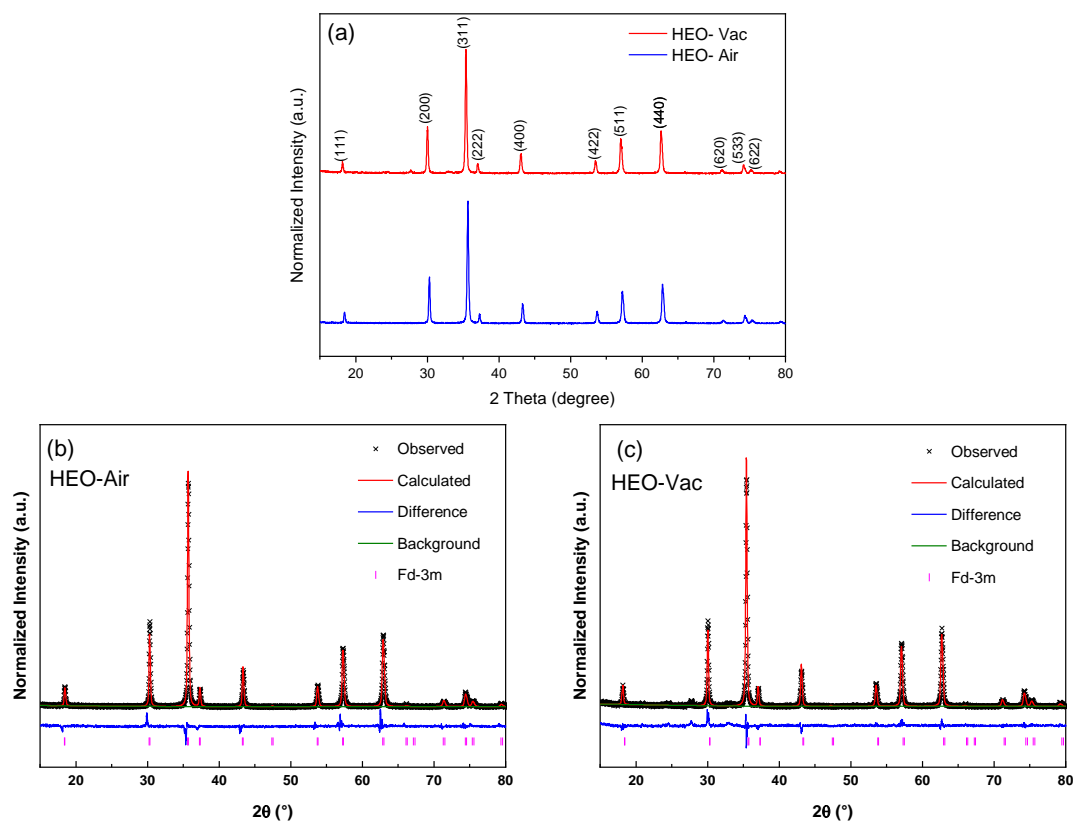 (a)
HEO- Vac
HEO- Air
(111)
(200)
(311)
(222)
(400)
(422)
(511)
(440)
(620)
(533)
(622)
Normalized Intensity (a.u.)
20 30 40 50 60 70 80
2 Theta (degree)
(b)
HEO-Air
Observed
Calculated
Difference
Background
Fd-3m
Normalized Intensity (a.u.)
20 30 40 50 60 70 80
2θ (°)
(c)
HEO-Vac
Observed
Calculated
Difference
Background
Fd-3m
Normalized Intensity (a.u.)
20 30 40 50 60 70 80
2θ (°)